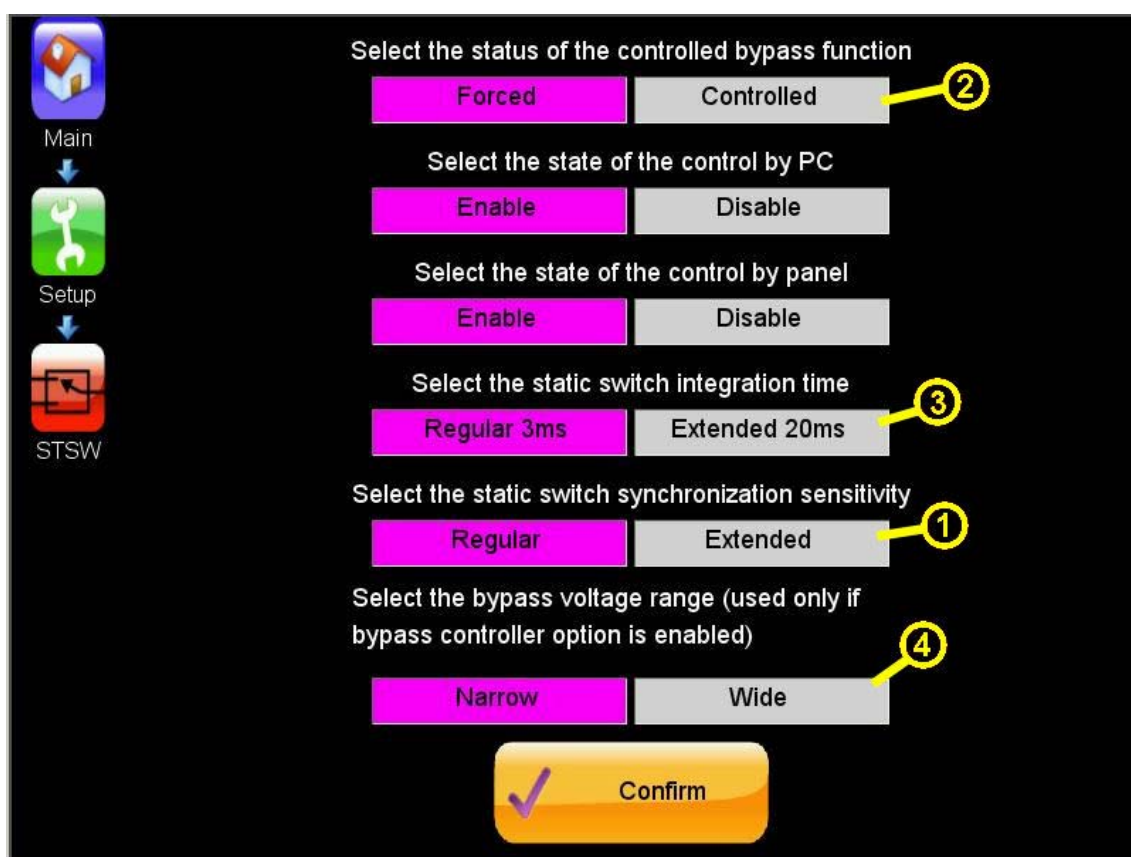 Main
Setup
STSW
Select the status of the controlled bypass function
Forced Controlled 2
Select the state of the control by PC
Enable Disable
Select the state of the control by panel
Enable Disable
Select the static switch integration time
Regular 3ms Extended 20ms 3
Select the static switch synchronization sensitivity
Regular Extended 1
Select the bypass voltage range (used only if
bypass controller option is enabled)
Narrow Wide 4
Confirm